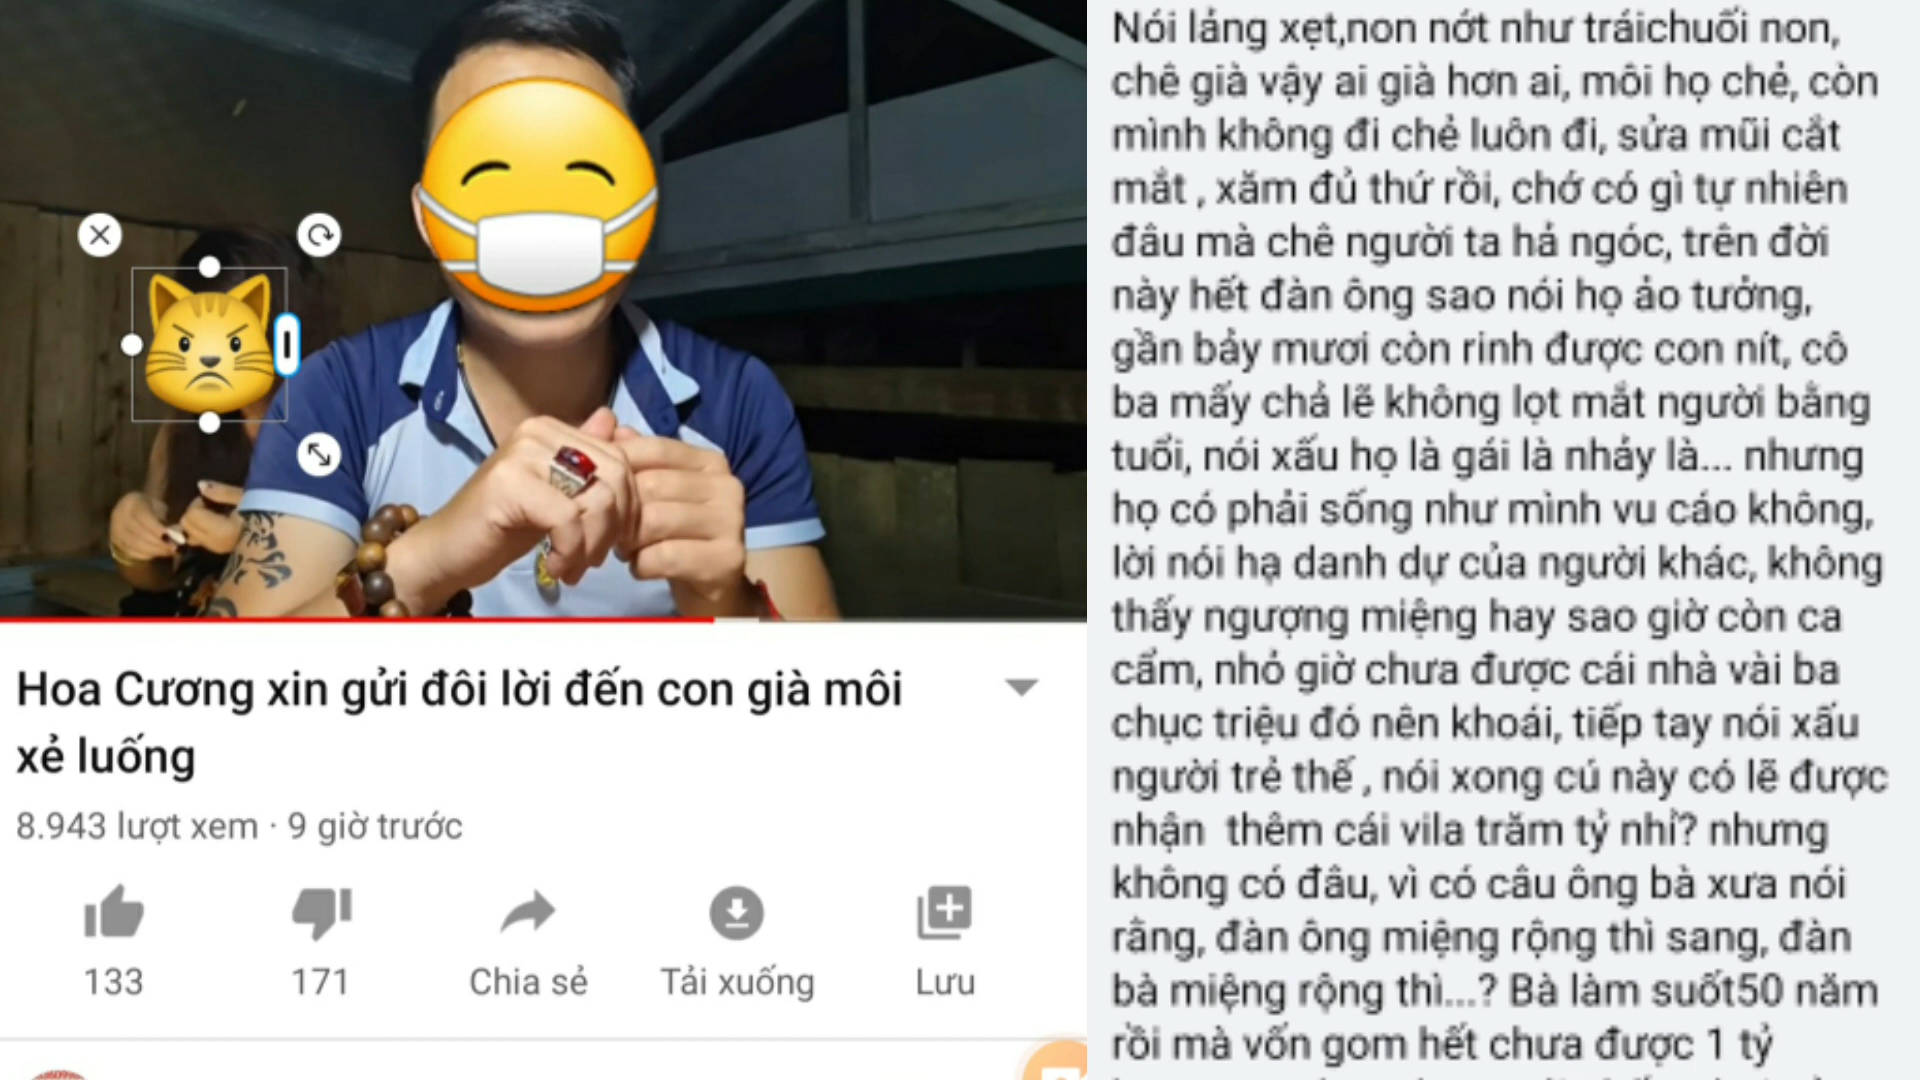 Hoa Cương xin gửi đôi lời đến con già môi
xẻ luống
8.943 lượt xem · 9 giờ trước
133
171
Chia sẻ
Tải xuống
Lưu
Nói lảng xẹt,non nớt như tráichuối non,
chê già vậy ai già hơn ai, môi họ chẻ, còn
mình không đi chẻ luôn đi, sửa mũi cắt
mắt , xăm đủ thứ rồi, chớ có gì tự nhiên
đâu mà chê người ta hả ngóc, trên đời
này hết đàn ông sao nói họ ảo tưởng,
gần bảy mươi còn rinh được con nít, cô
ba mấy chả lẽ không lọt mắt người bằng
tuổi, nói xấu họ là gái là nhảy là... nhưng
họ có phải sống như mình vu cáo không,
lời nói hạ danh dự của người khác, không
thấy ngượng miệng hay sao giờ còn ca
cẩm, nhỏ giờ chưa được cái nhà vài ba
chục triệu đó nên khoái, tiếp tay nói xấu
người trẻ thế , nói xong cú này có lẽ được
nhận thêm cái vila trăm tỷ nhỉ? nhưng
không có đâu, vì có câu ông bà xưa nói
rằng, đàn ông miệng rộng thì sang, đàn
bà miệng rộng thì...? Bà làm suốt50 năm
rồi mà vốn gom hết chưa được 1 tỷ